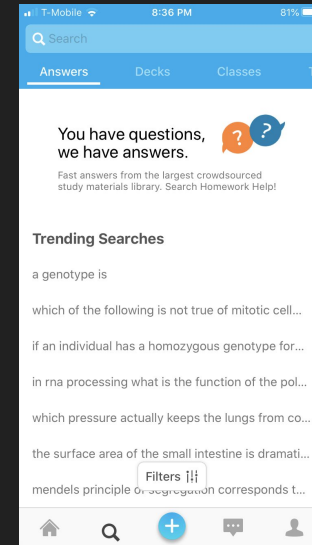 T-Mobile 8:36 PM 81%
Search
Answers Decks Classes
You have questions,
we have answers.
Fast answers from the largest crowdsourced
study materials library. Search Homework Help!
Trending Searches
a genotype is
which of the following is not true of mitotic cell...
if an individual has a homozygous genotype for...
in rna processing what is the function of the pol...
which pressure actually keeps the lungs from co...
the surface area of the small intestine is dramati...
Filters
mendels principle of segregation corresponds t...